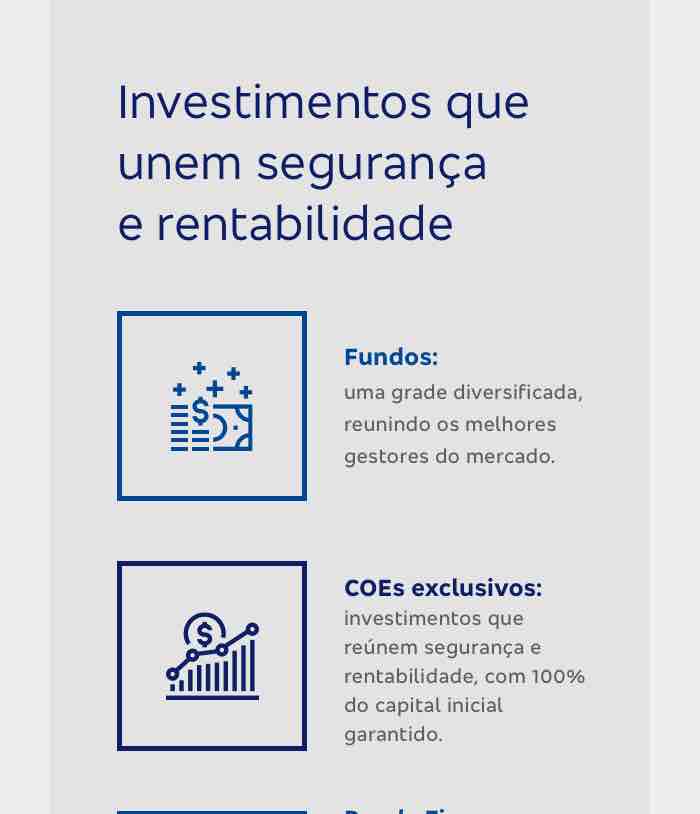 Investimentos que
unem segurança
e rentabilidade
Fundos:
uma grade diversificada,
reunindo os melhores
gestores do mercado.
COEs exclusivos:
investimentos que
reúnem segurança e
rentabilidade, com 100%
do capital inicial
garantido.